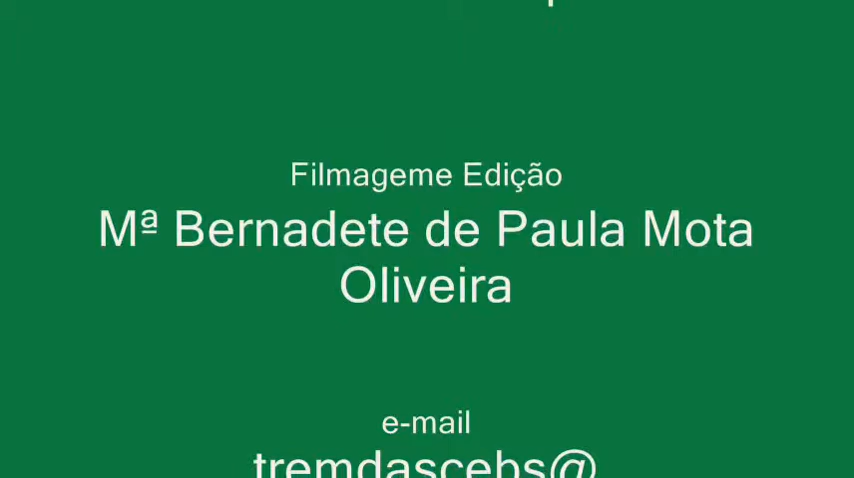 Filmageme Edição
Mª Bernadete de Paula Mota
Oliveira
e-mail
tremdascebs@